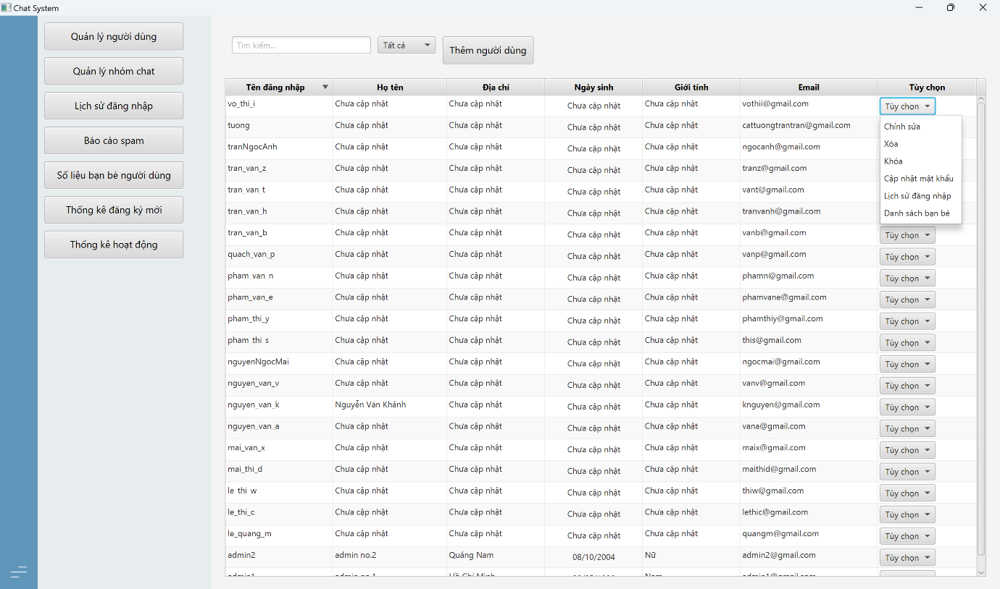 Chat System
Quản lý người dùng
Quản lý nhóm chat
Lịch sử đăng nhập
Báo cáo spam
Số liệu bạn bè người dùng
Thống kê đăng ký mới
Thống kê hoạt động
Tìm kiếm... Tất cả Thêm người dùng
Tên đăng nhập Họ tên Địa chỉ Ngày sinh Giới tính Email Tùy chọn
vo_thi_i Chưa cập nhật Chưa cập nhật Chưa cập nhật Chưa cập nhật vothii@gmail.com Tùy chọn
tuong Chưa cập nhật Chưa cập nhật Chưa cập nhật Chưa cập nhật cattuongtrantran@gmail.com
tranNgocAnh Chưa cập nhật Chưa cập nhật Chưa cập nhật Chưa cập nhật ngocanh@gmail.com
tran_van_z Chưa cập nhật Chưa cập nhật Chưa cập nhật Chưa cập nhật tranz@gmail.com
tran_van_t Chưa cập nhật Chưa cập nhật Chưa cập nhật Chưa cập nhật vant@gmail.com
tran_van_h Chưa cập nhật Chưa cập nhật Chưa cập nhật Chưa cập nhật tranvanh@gmail.com
Chỉnh sửa
Xóa
Khóa
Cập nhật mật khẩu
Lịch sử đăng nhập
Danh sách bạn bè
tran_van_b Chưa cập nhật Chưa cập nhật Chưa cập nhật Chưa cập nhật vanb@gmail.com Tùy chọn
quach_van_p Chưa cập nhật Chưa cập nhật Chưa cập nhật Chưa cập nhật vanp@gmail.com Tùy chọn
pham_van_n Chưa cập nhật Chưa cập nhật Chưa cập nhật Chưa cập nhật phamn@gmail.com Tùy chọn
pham_van_e Chưa cập nhật Chưa cập nhật Chưa cập nhật Chưa cập nhật phamvane@gmail.com Tùy chọn
pham_thi_y Chưa cập nhật Chưa cập nhật Chưa cập nhật Chưa cập nhật phamthiy@gmail.com Tùy chọn
pham_thi_s Chưa cập nhật Chưa cập nhật Chưa cập nhật Chưa cập nhật this@gmail.com Tùy chọn
nguyenNgocMai Chưa cập nhật Chưa cập nhật Chưa cập nhật Chưa cập nhật ngocmai@gmail.com Tùy chọn
nguyen_van_v Chưa cập nhật Chưa cập nhật Chưa cập nhật Chưa cập nhật vanv@gmail.com Tùy chọn
nguyen_van_k Nguyễn Văn Khánh Chưa cập nhật Chưa cập nhật Chưa cập nhật knguyen@gmail.com Tùy chọn
nguyen_van_a Chưa cập nhật Chưa cập nhật Chưa cập nhật Chưa cập nhật vana@gmail.com Tùy chọn
mai_van_x Chưa cập nhật Chưa cập nhật Chưa cập nhật Chưa cập nhật maix@gmail.com Tùy chọn
mai_thi_d Chưa cập nhật Chưa cập nhật Chưa cập nhật Chưa cập nhật maithid@gmail.com Tùy chọn
le_thi_w Chưa cập nhật Chưa cập nhật Chưa cập nhật Chưa cập nhật thiw@gmail.com Tùy chọn
le_thi_c Chưa cập nhật Chưa cập nhật Chưa cập nhật Chưa cập nhật lethic@gmail.com Tùy chọn
le_quang_m Chưa cập nhật Chưa cập nhật Chưa cập nhật Chưa cập nhật quangm@gmail.com Tùy chọn
admin2 admin no.2 Quảng Nam 08/10/2004 Nữ admin2@gmail.com Tùy chọn
admin1 admin no.1 Hồ Chí Minh Nam admin1@gmail.com